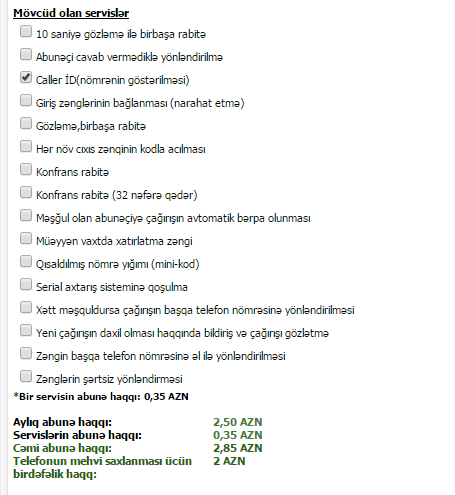 Mövcüd olan servislər
10 saniyə gözləmə ilə birbaşa rabitə
Abunəçi cavab vermədiklə yönləndirilmə
Caller İD(nömrənin göstərilməsi)
Giriş zənglərinin bağlanması (narahat etmə)
Gözləmə,birbaşa rabitə
Hər növ cıxıs zənqinin kodla acılması
Konfrans rabitə
Konfrans rabitə (32 nəfərə qədər)
Məşğul olan abunəçiyə çağırışın avtomatik bərpa olunması
Müəyyən vaxtda xatırlatma zəngi
Qısaldılmış nömrə yığımı (mini-kod)
Serial axtarış sisteminə qoşulma
Xətt məşquldursa çağırışın başqa telefon nömrəsinə yönləndirilməsi
Yeni çağırışın daxil olması haqqında bildiriş və çağırışı gözlətmə
Zəngin başqa telefon nömrəsinə əl ilə yönləndirilməsi
Zənglərin şərtsiz yönləndirməsi
*Bir servisin abunə haqqı: 0,35 AZN
Aylıq abunə haqqı: 2,50 AZN
Servislərin abunə haqqı: 0,35 AZN
Cəmi abunə haqqı: 2,85 AZN
Telefonun mehvi saxlanması ücün 2 AZN
birdəfəlik haqq: